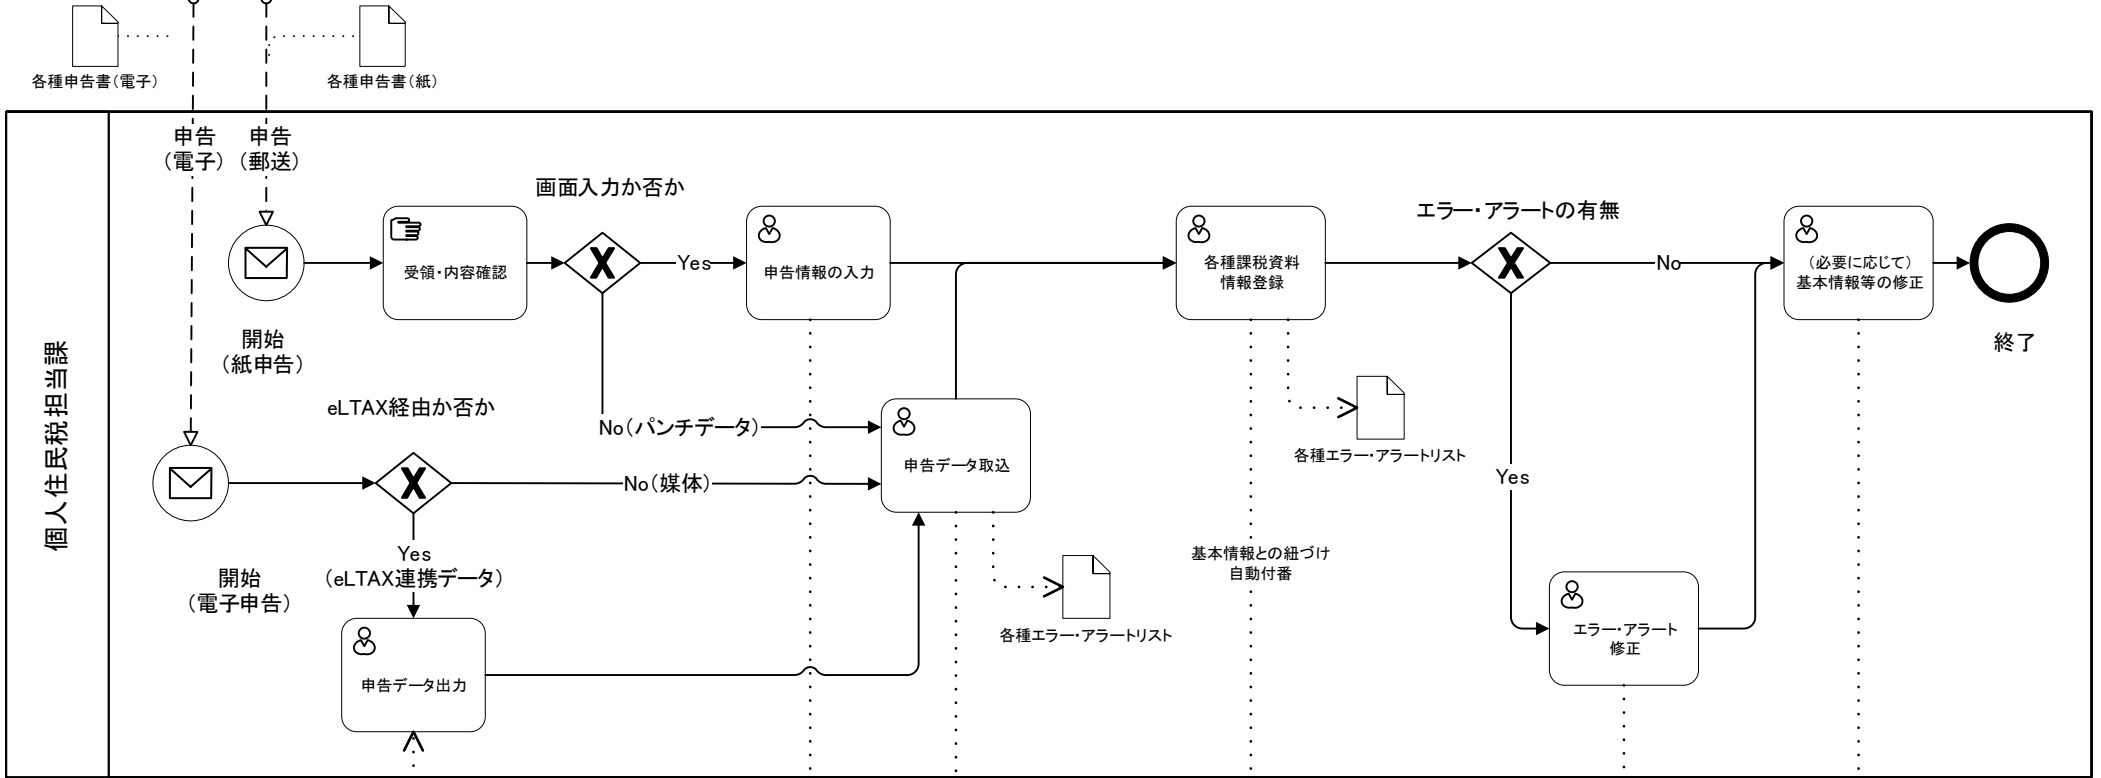 各種申告書（電子）
各種申告書（紙）
申告
（電子）
申告
（郵送）
個人住民税担当課
開始
（紙申告）
受領・内容確認
画面入力か否か
Yes
No（パンチデータ）
申告情報の入力
開始
（電子申告）
eLTAX経由か否か
No（媒体）
Yes
（eLTAX連携データ）
申告データ出力
申告データ取込
各種エラー・アラートリスト
各種課税資料
情報登録
各種エラー・アラートリスト
基本情報との紐づけ
自動付番
エラー・アラートの有無
No
Yes
エラー・アラート
修正
（必要に応じて）
基本情報等の修正
終了